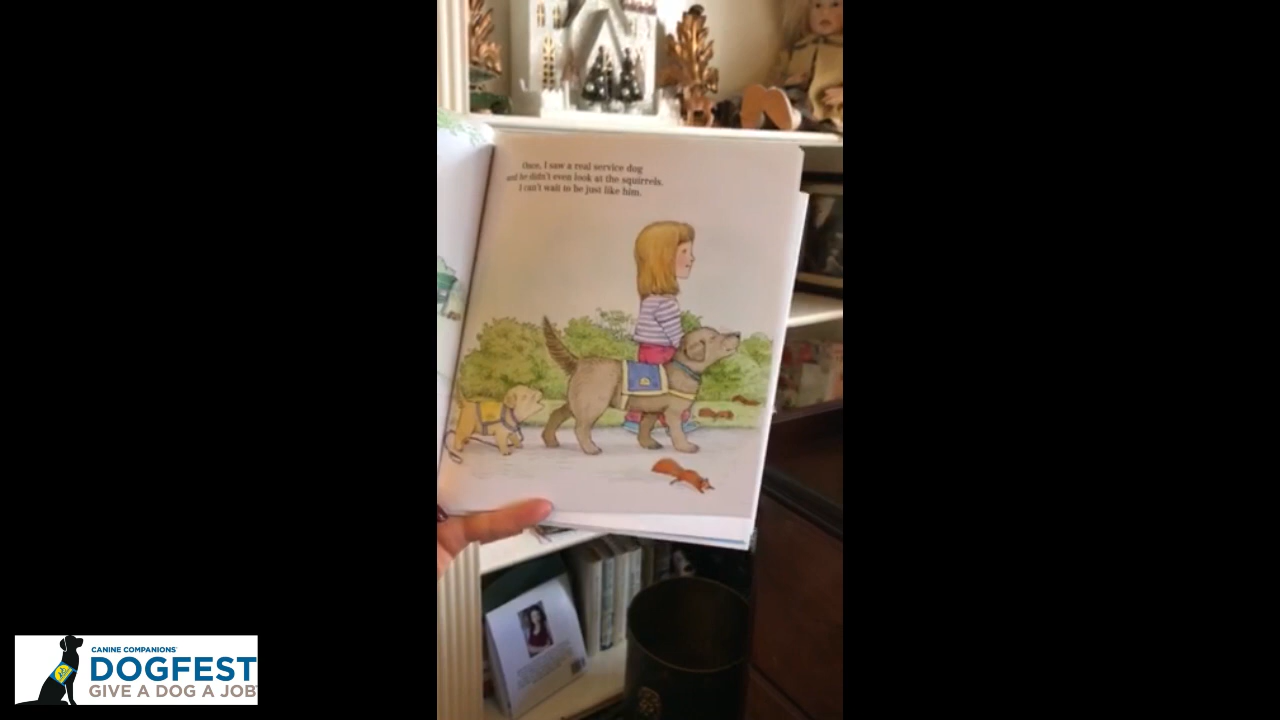 Once, I saw a real service dog
and he didn't even look at the squirrels.
I can't wait to be just like him.
CANINE COMPANIONS'
DOGFEST
GIVE A DOG A JOB